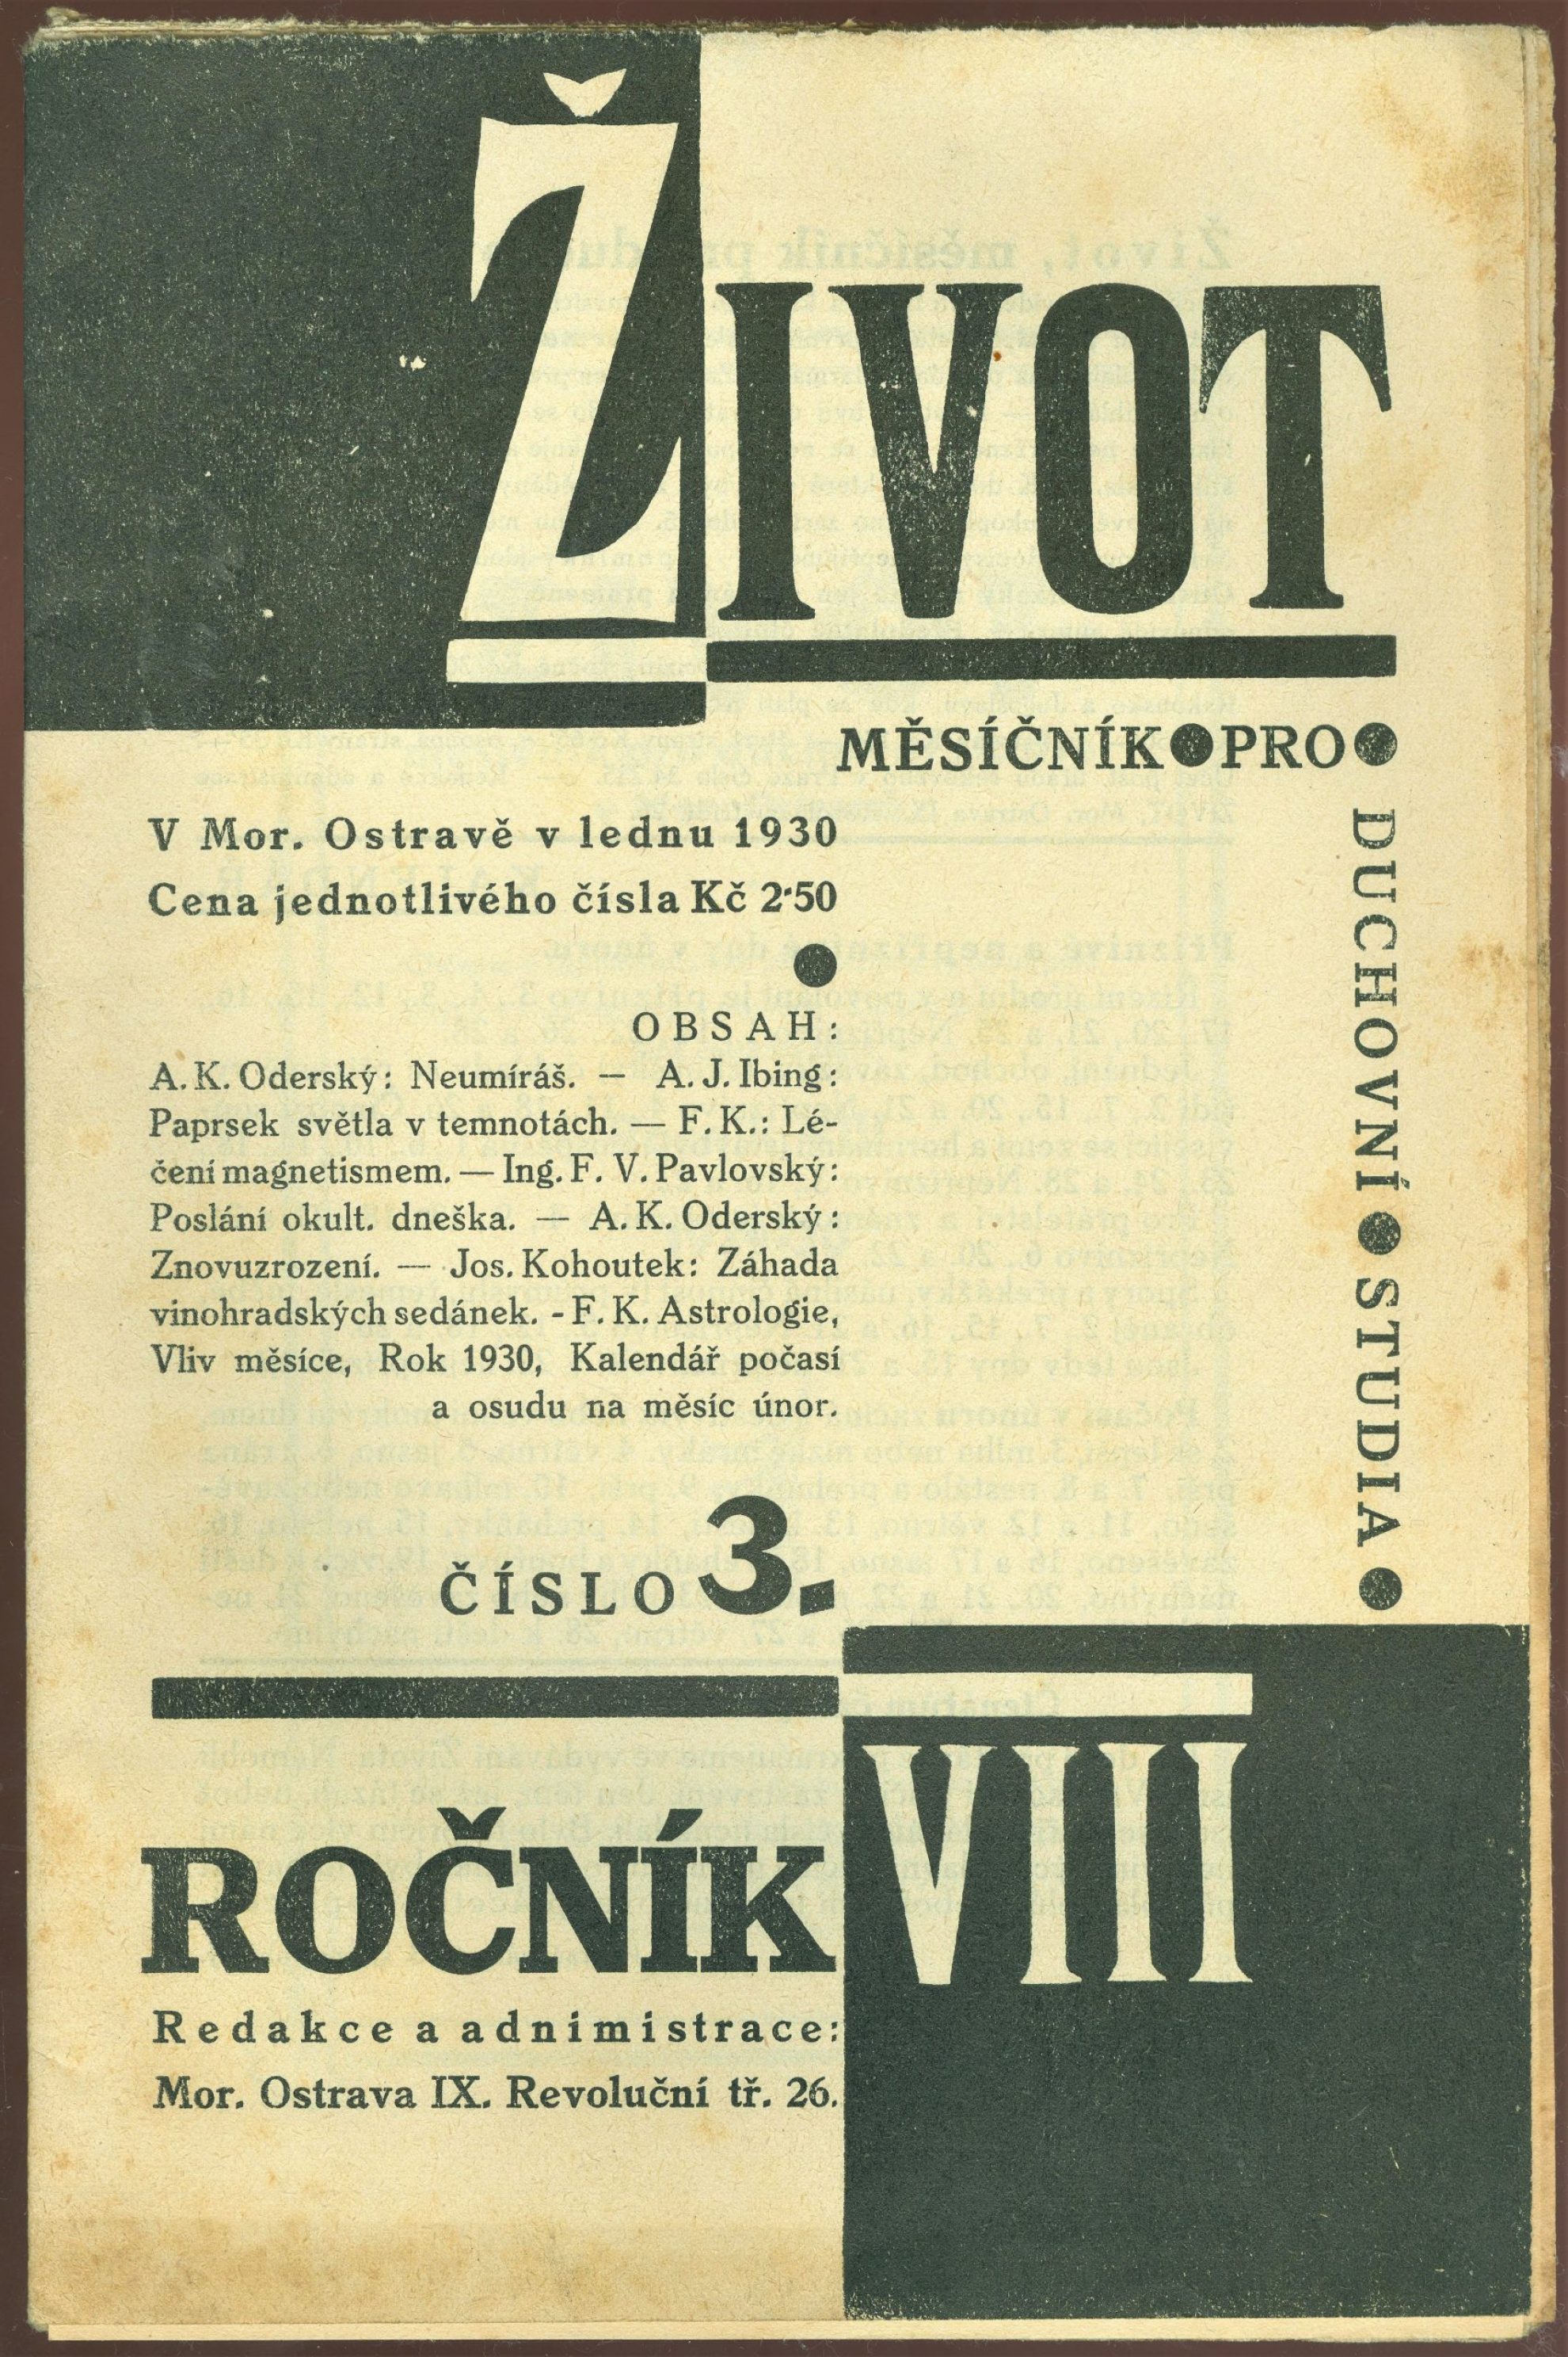 ŽIVOT
MĚSÍČNÍK●PRO●
DUCHOVNÍ●STUDIA●
V Mor. Ostravě v lednu 1930
Cena jednotlivého čísla Kč 2·50
●
OBSAH:
A. K. Oderský: Neumíráš. — A. J. Ibing:
Paprsek světla v temnotách. — F. K.: Lé-
čení magnetismem. — Ing. F. V. Pavlovský:
Poslání okult. dneška. — A. K. Oderský:
Znovuzrození. — Jos. Kohoutek: Záhada
vinohradských sedánek. - F. K. Astrologie,
Vliv měsíce, Rok 1930, Kalendář počasí
a osudu na měsíc únor.
ČÍSLO 3.
ROČNÍK VIII
Redakce a adnimistrace:
Mor. Ostrava IX. Revoluční tř. 26.